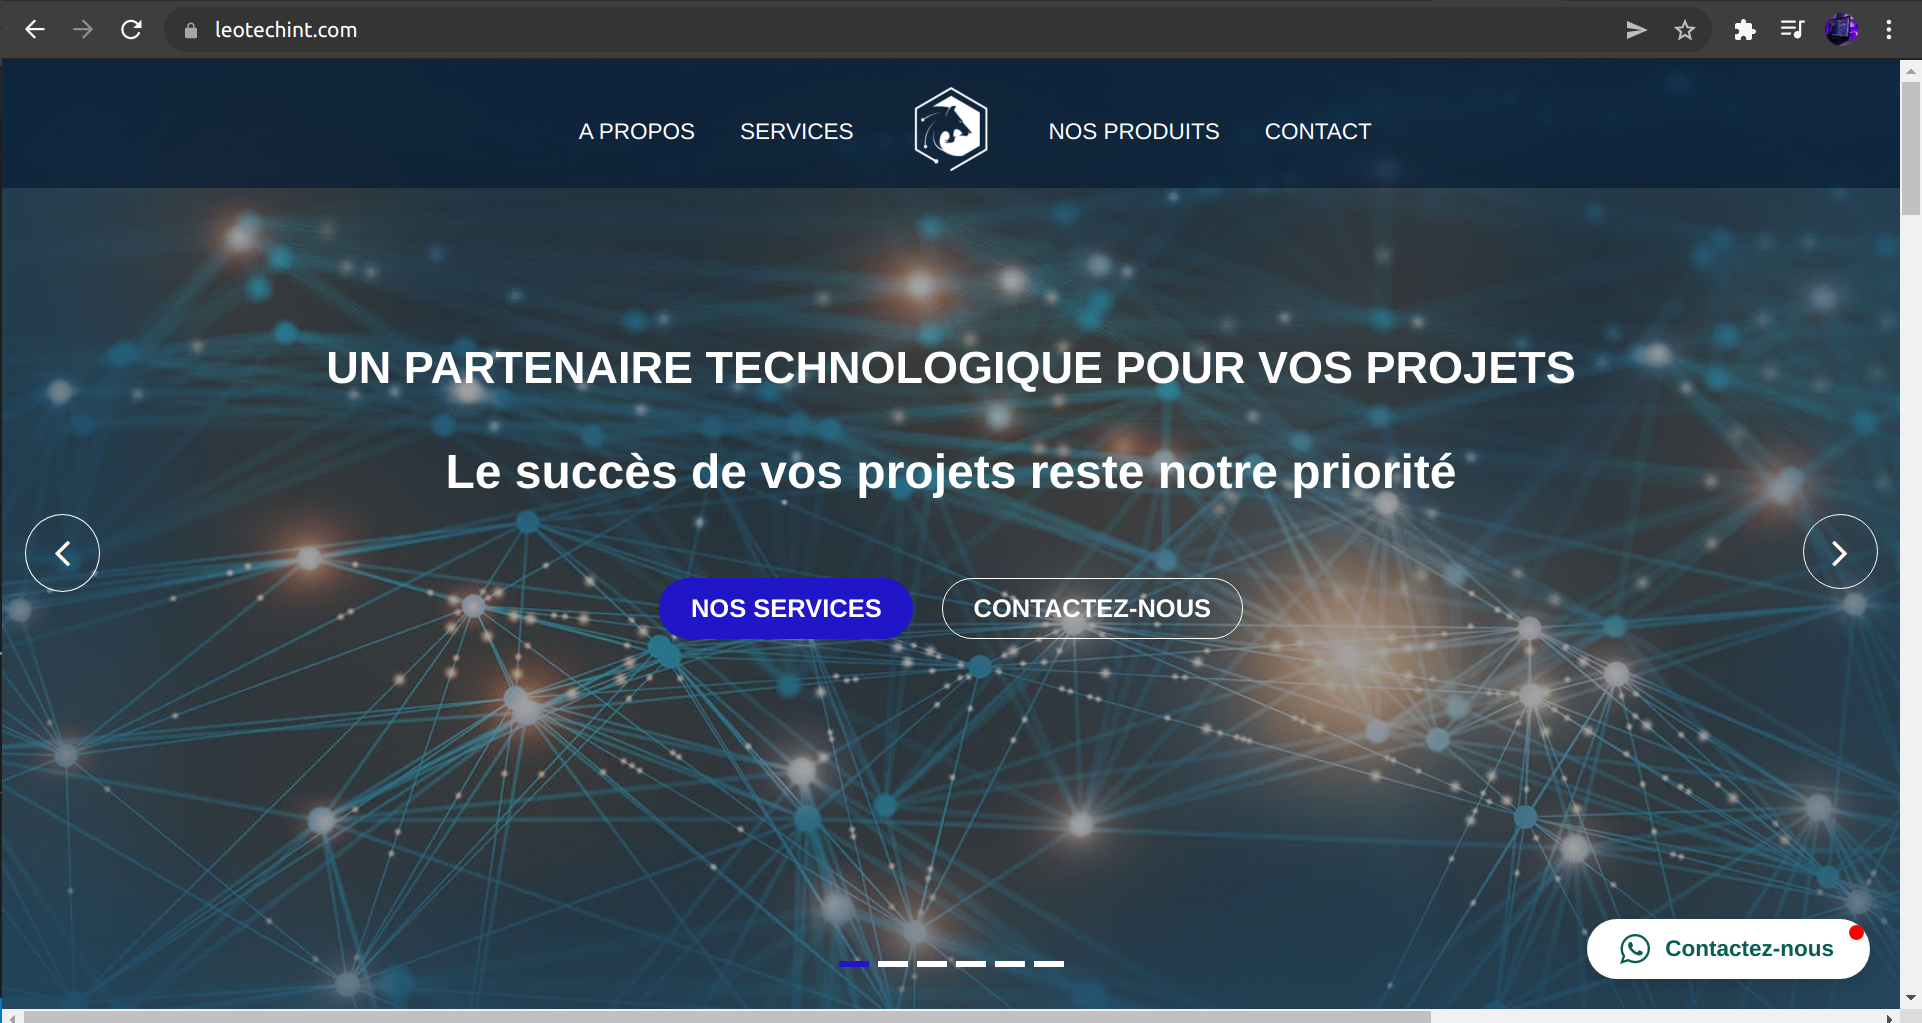 leotechint.com
A PROPOS
SERVICES
NOS PRODUITS
CONTACT
UN PARTENAIRE TECHNOLOGIQUE POUR VOS PROJETS
Le succès de vos projets reste notre priorité
NOS SERVICES
CONTACTEZ-NOUS
Contactez-nous